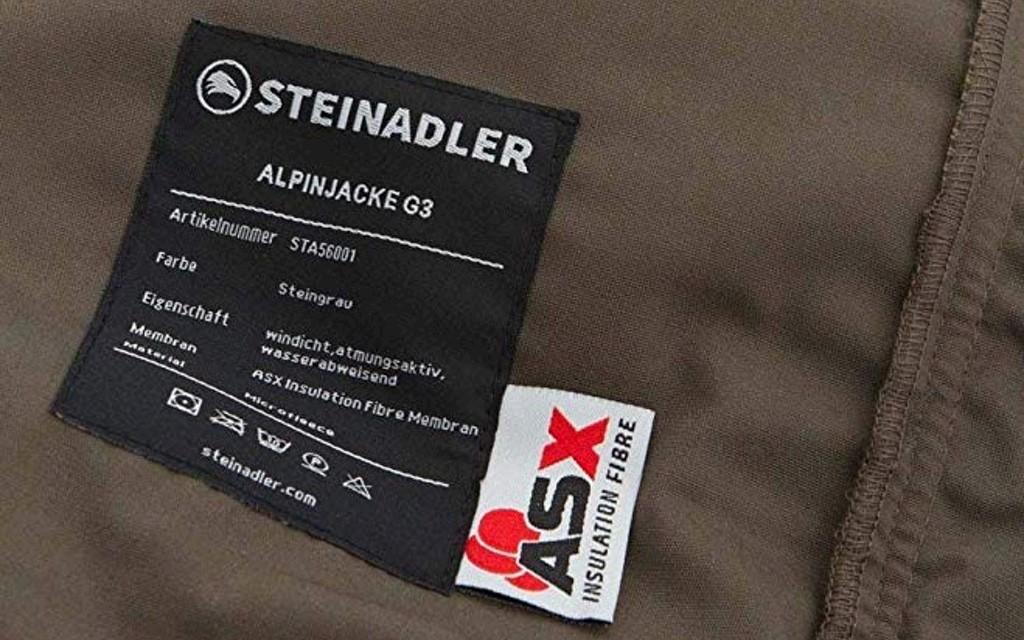 STEINADLER
ALPINJACKE G3
Artikelnummer STA56001
Farbe Steingrau
Eigenschaft windicht,atmungsaktiv,
wasserabweisend
Membran ASX Insulation Fibre Membran
Material Microfleece
steinadler.com
ASX
INSULATION FIBRE